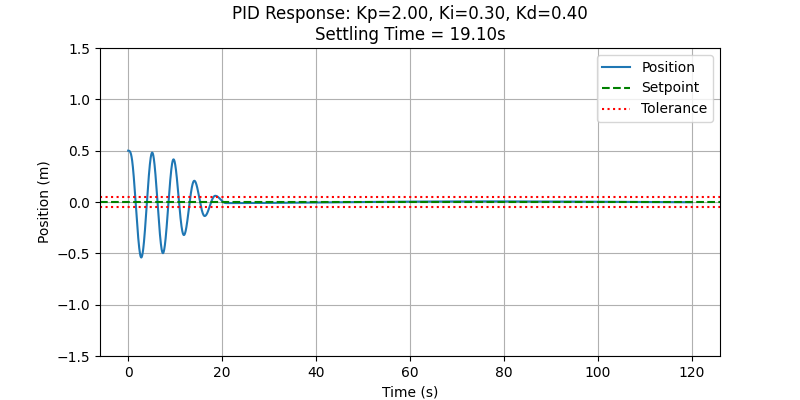 PID Response: Kp=2.00, Ki=0.30, Kd=0.40
Settling Time = 19.10s
Position (m)
1.5
1.0
0.5
0.0
−0.5
−1.0
−1.5
Position
Setpoint
Tolerance
0 20 40 60 80 100 120
Time (s)